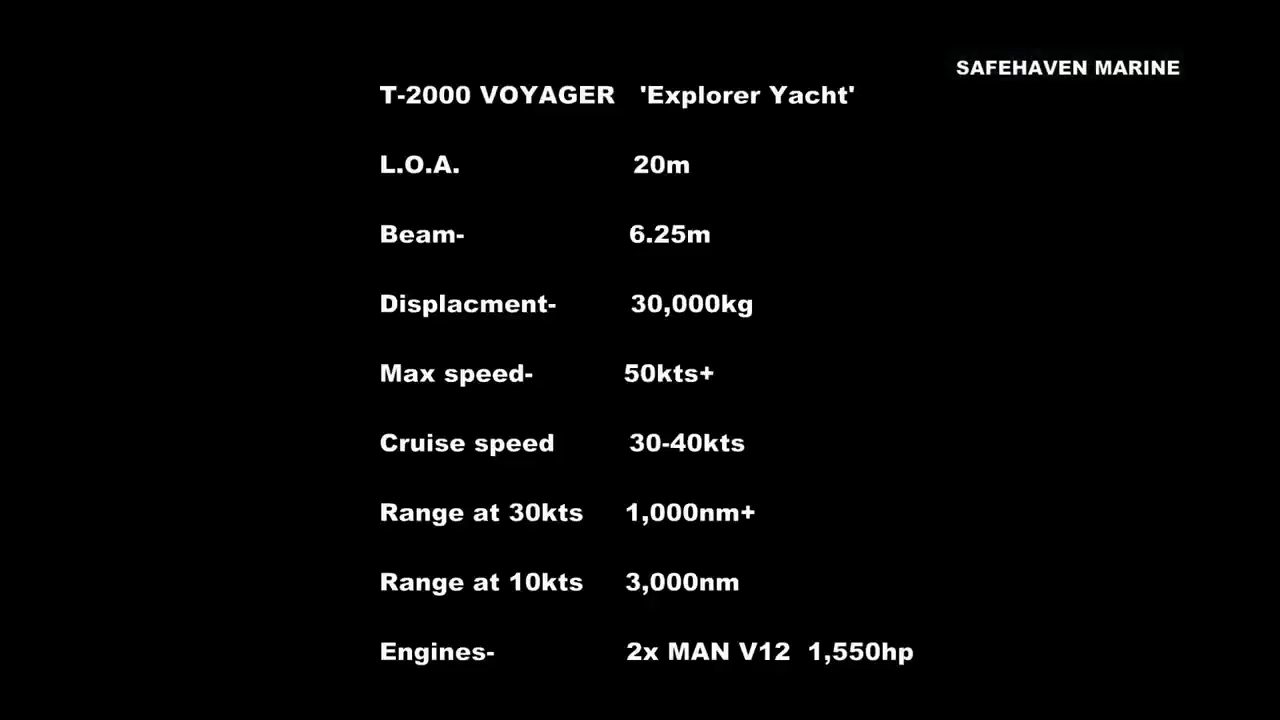 SAFEHAVEN MARINE
T-2000 VOYAGER 'Explorer Yacht'
L.O.A. 20m
Beam- 6.25m
Displacment- 30,000kg
Max speed- 50kts+
Cruise speed 30-40kts
Range at 30kts 1,000nm+
Range at 10kts 3,000nm
Engines- 2x MAN V12 1,550hp